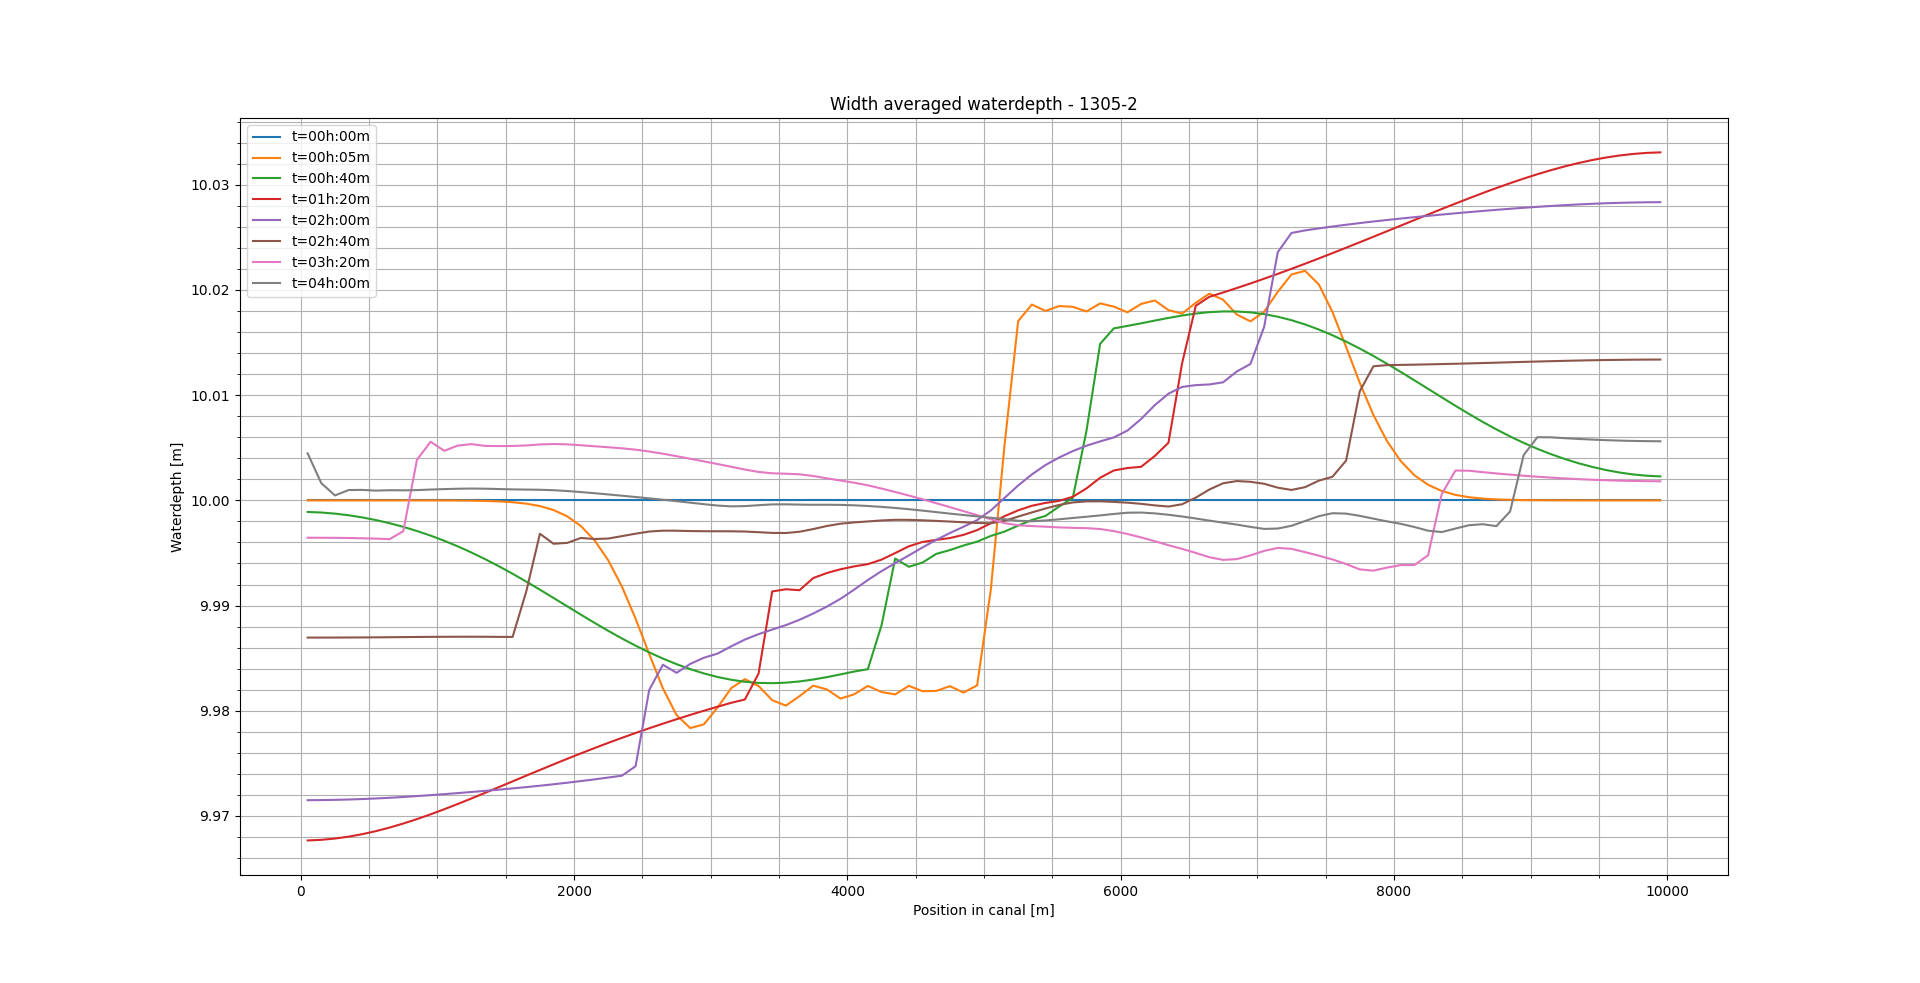 Width averaged waterdepth - 1305-2
t=00h:00m
t=00h:05m
t=00h:40m
t=01h:20m
t=02h:00m
t=02h:40m
t=03h:20m
t=04h:00m
10.03
10.02
10.01
10.00
9.99
9.98
9.97
Waterdepth [m]
0 2000 4000 6000 8000 10000
Position in canal [m]